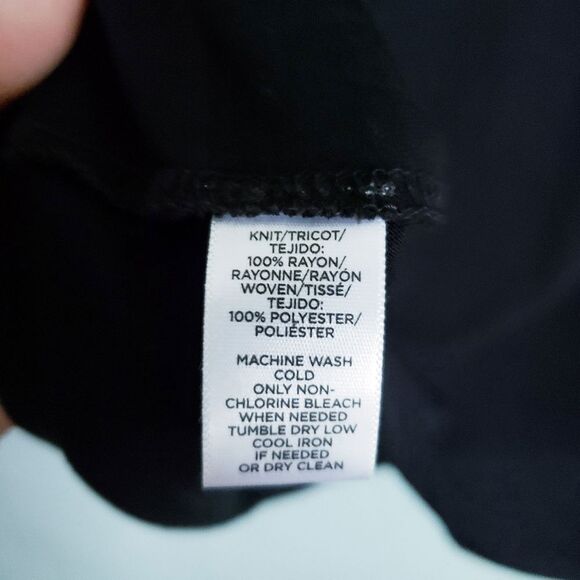 KNIT/TRICOT/
TEJIDO:
100% RAYON/
RAYONNE/RAYÓN
WOVEN/TISSÉ/
TEJIDO:
100% POLYESTER/
POLIÉSTER
MACHINE WASH
COLD
ONLY NON-
CHLORINE BLEACH
WHEN NEEDED
TUMBLE DRY LOW
COOL IRON
IF NEEDED
OR DRY CLEAN